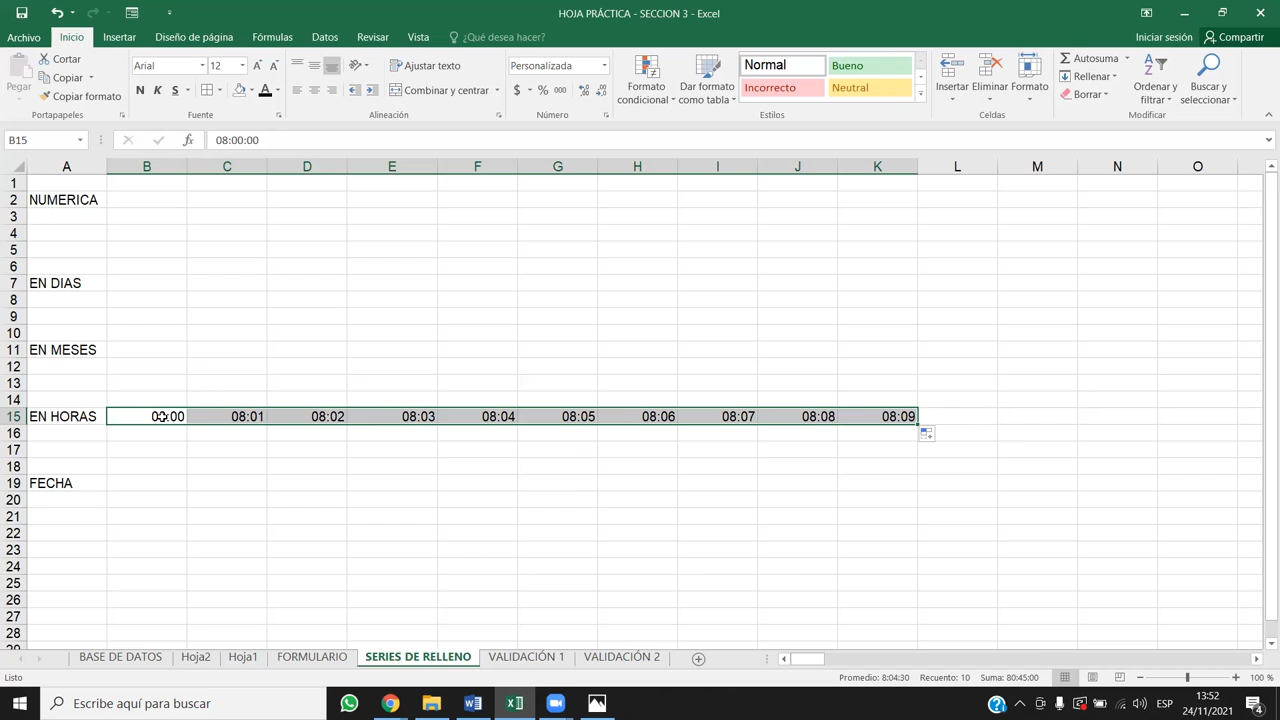 HOJA PRÁCTICA - SECCION 3 - Excel
Archivo Inicio Insertar Diseño de página Fórmulas Datos Revisar Vista ¿Qué desea hacer? Iniciar sesión Compartir
Pegar
Cortar
Copiar
Copiar formato
Portapapeles
Arial 12
N K S
Fuente
Ajustar texto
Combinar y centrar
Alineación
Personalizada
$ % 000
Número
Formato condicional
Dar formato como tabla
Normal Bueno
Incorrecto Neutral
Estilos
Insertar Eliminar Formato
Celdas
Autosuma
Rellenar
Borrar
Ordenar y filtrar
Buscar y seleccionar
Modificar
B15 fx 08:00:00
A B C D E F G H I J K L M N O
1
2 NUMERICA
3
4
5
6
7 EN DIAS
8
9
10
11 EN MESES
12
13
14
15 EN HORAS 08:01 08:02 08:03 08:04 08:05 08:06 08:07 08:08 08:09
16
17
18
19 FECHA
20
21
22
23
24
25
26
27
28
BASE DE DATOS Hoja2 Hoja1 FORMULARIO SERIES DE RELLENO VALIDACIÓN 1 VALIDACIÓN 2
Listo Promedio: 8:04:30 Recuento: 10 Suma: 80:45:00 100 %
Escribe aquí para buscar
ESP
13:52
24/11/2021